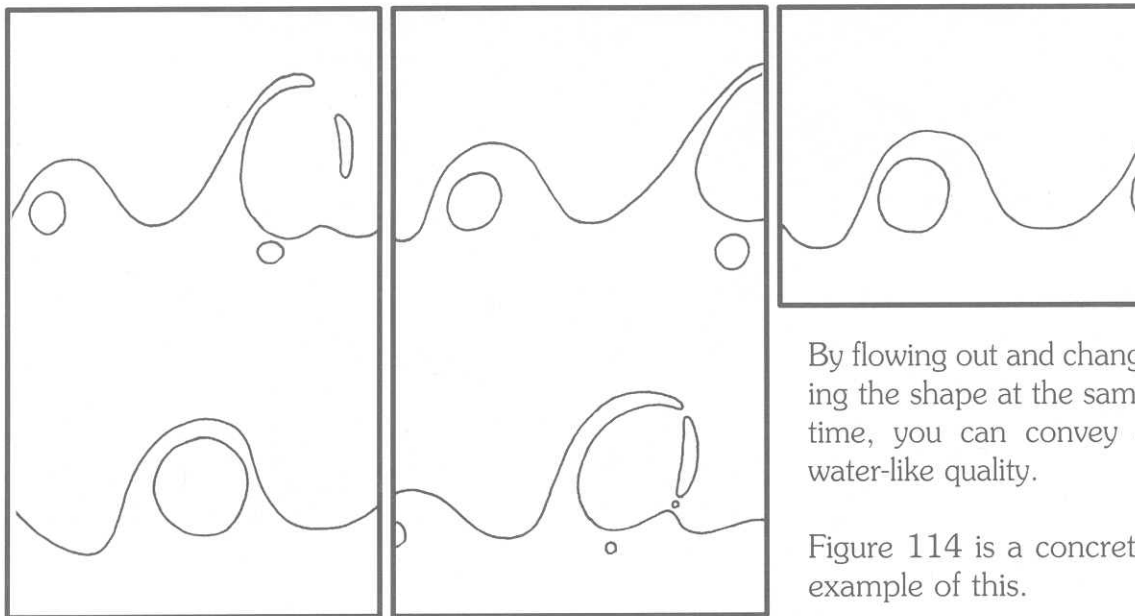 By flowing out and chang
ing the shape at the sam
time, you can convey
water-like quality.
Figure 114 is a concret
example of this.